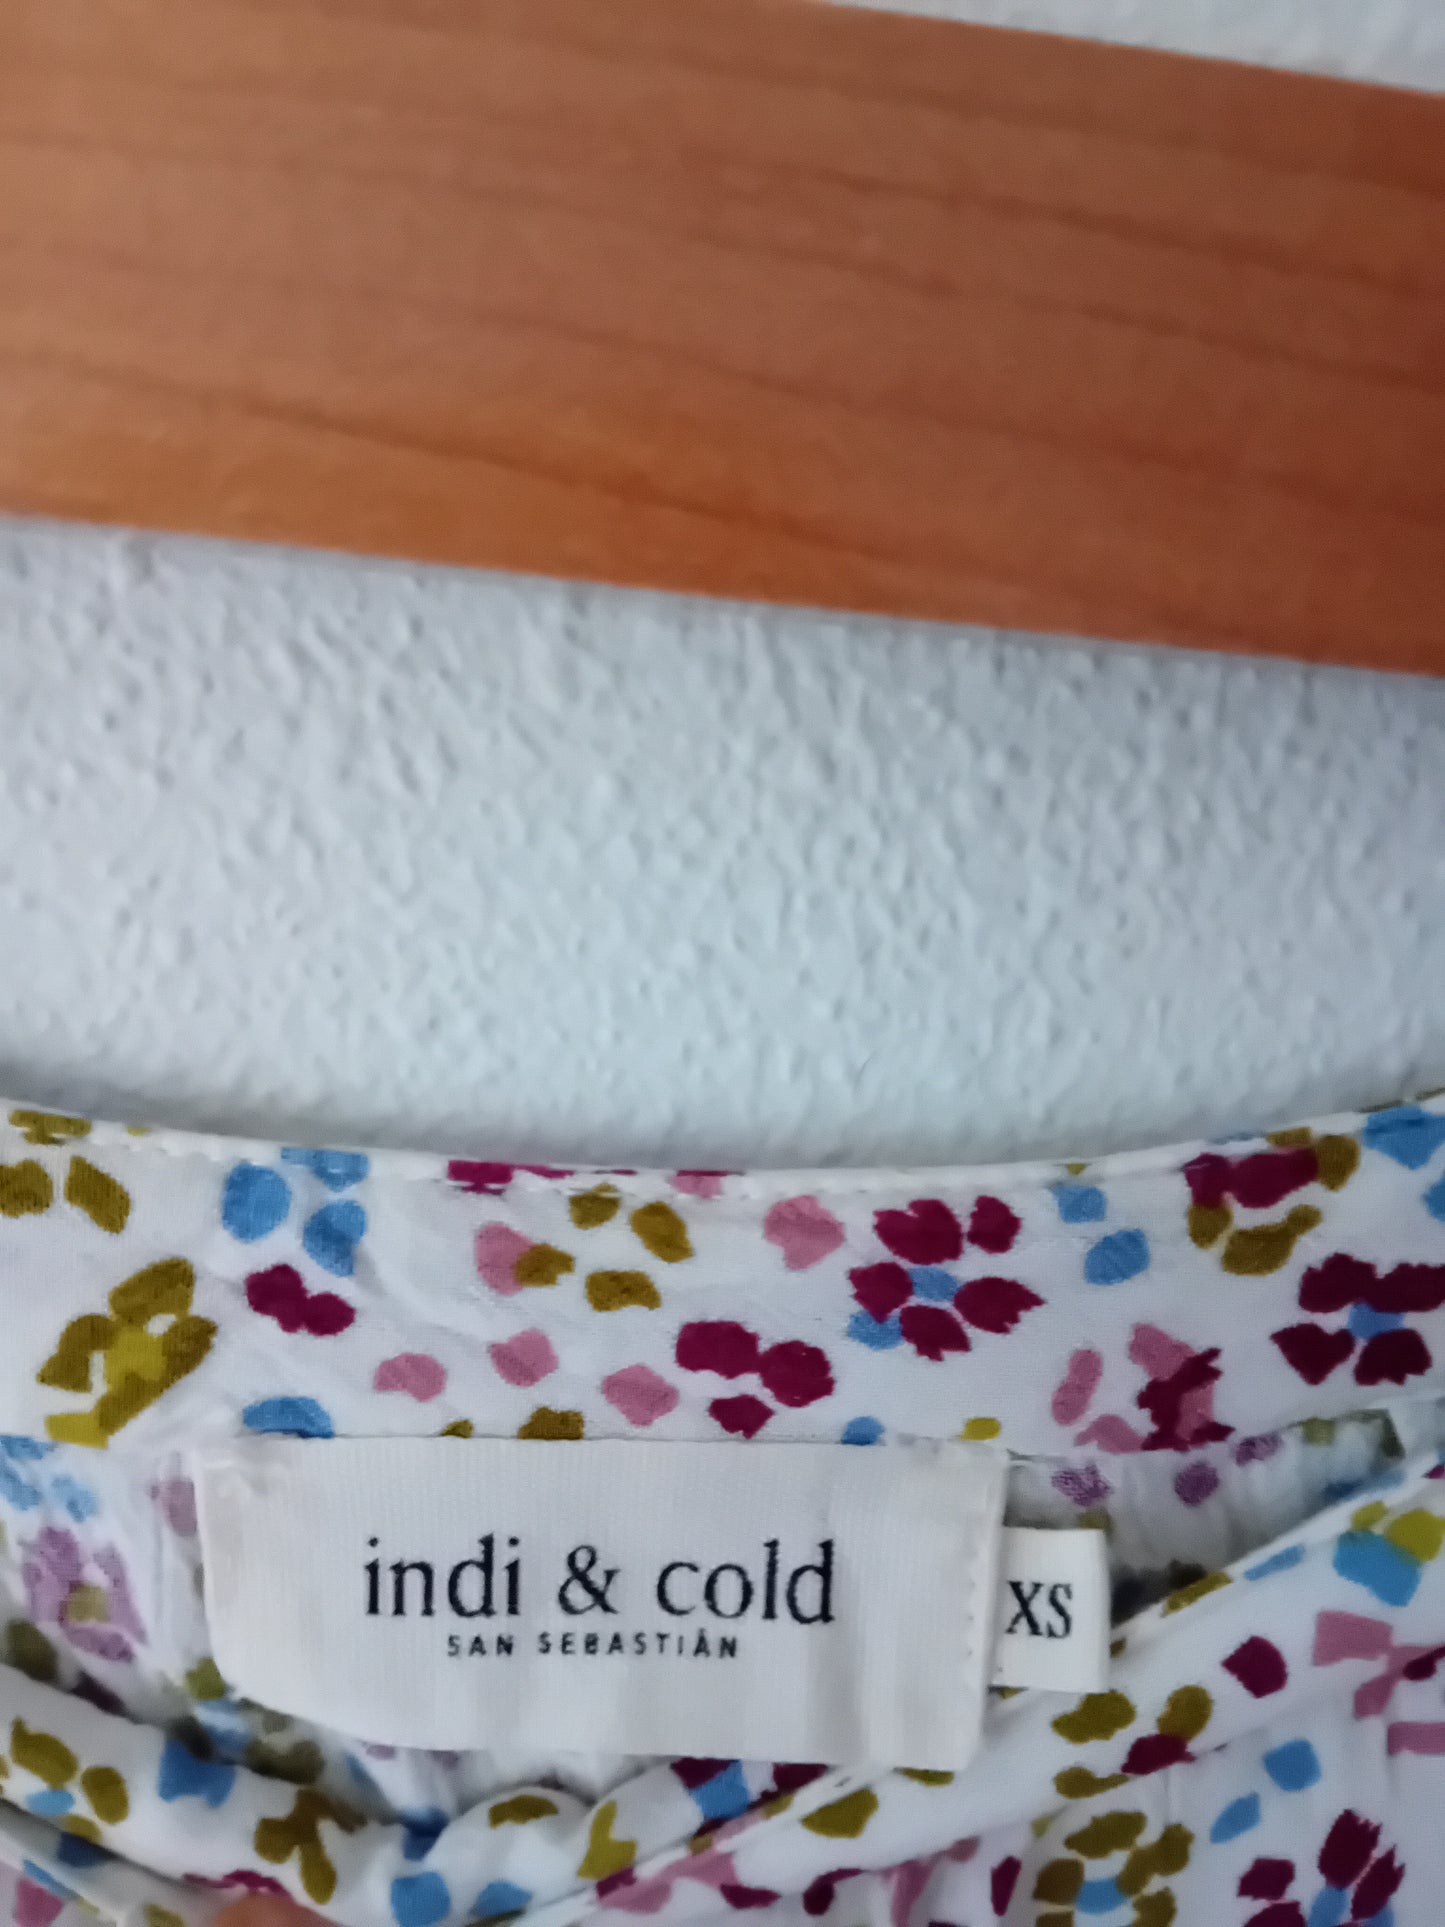 indi & cold
SAN SEBASTIÁN
XS